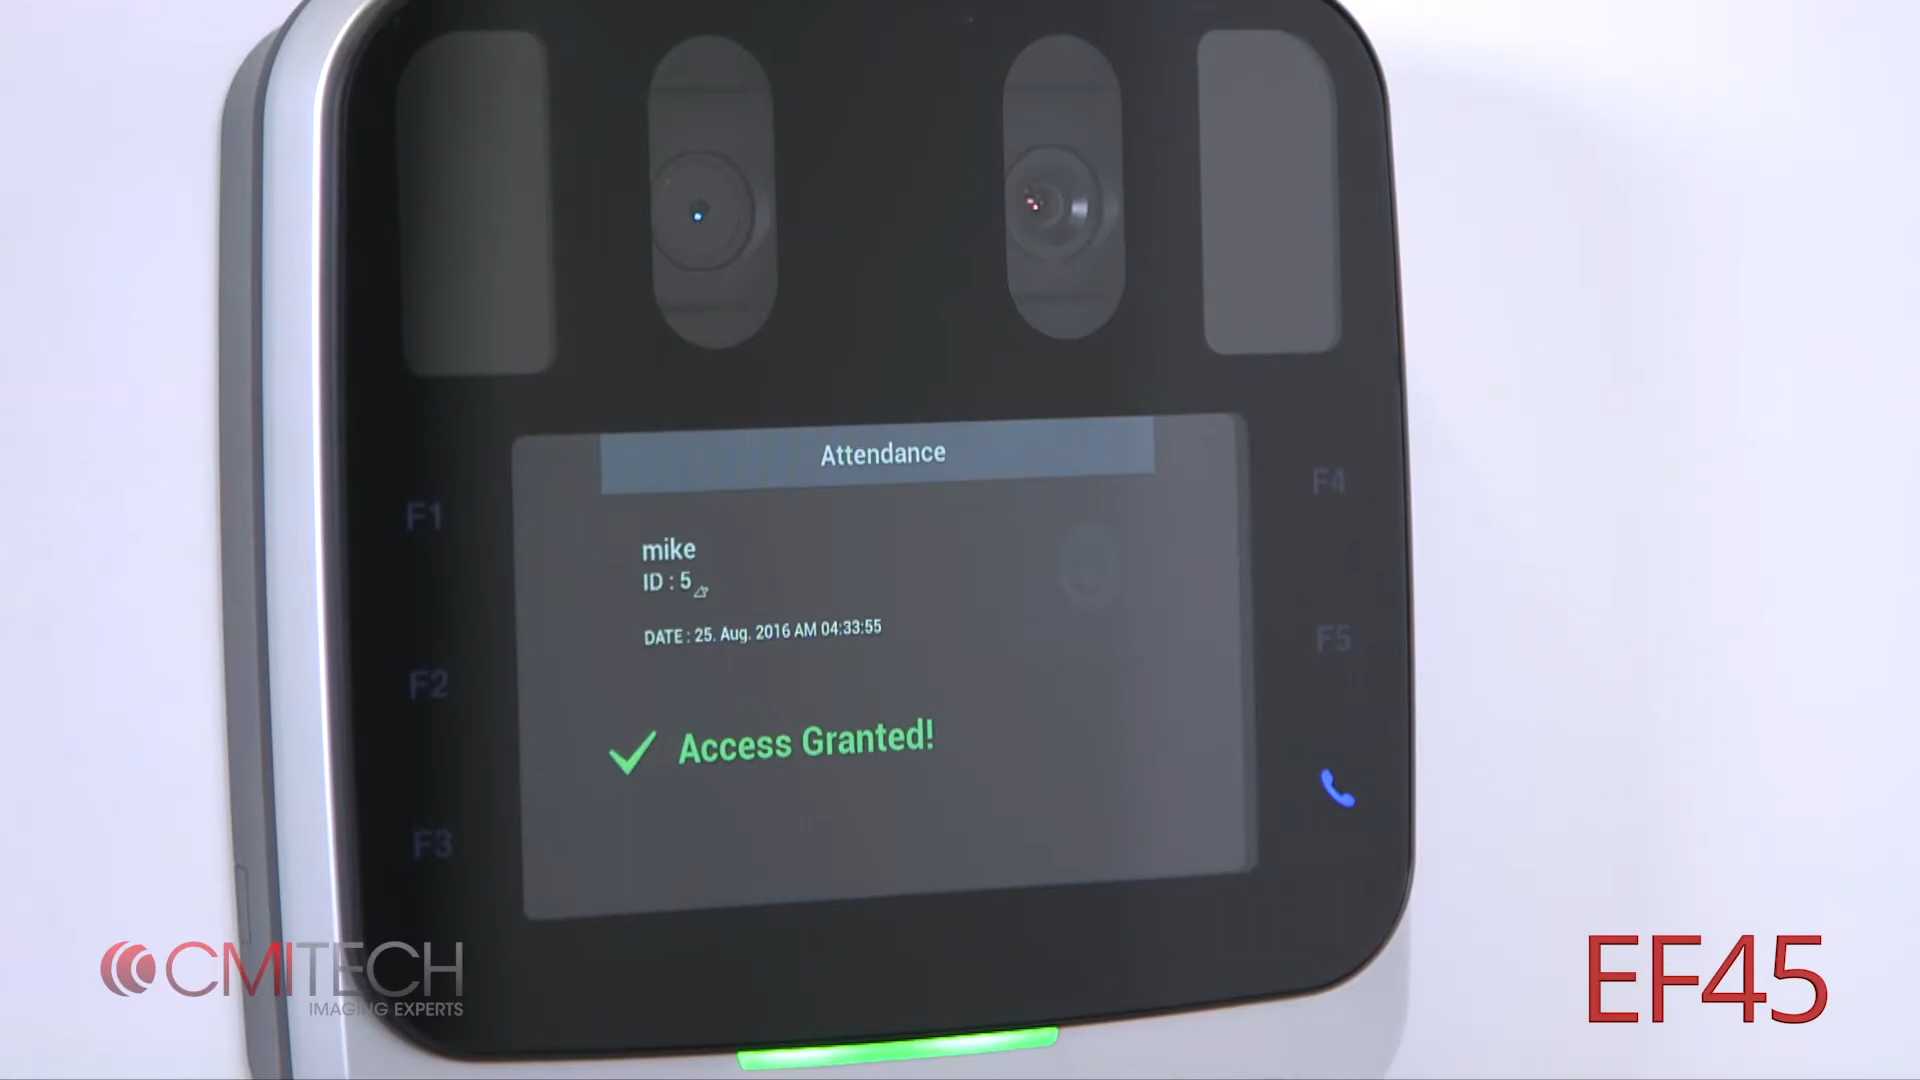 Attendance
mike
ID : 5
DATE : 25. Aug. 2016 AM 04:33:55
Access Granted!
F1
F2
F3
F4
F5
CMITECH
IMAGING EXPERTS
EF45